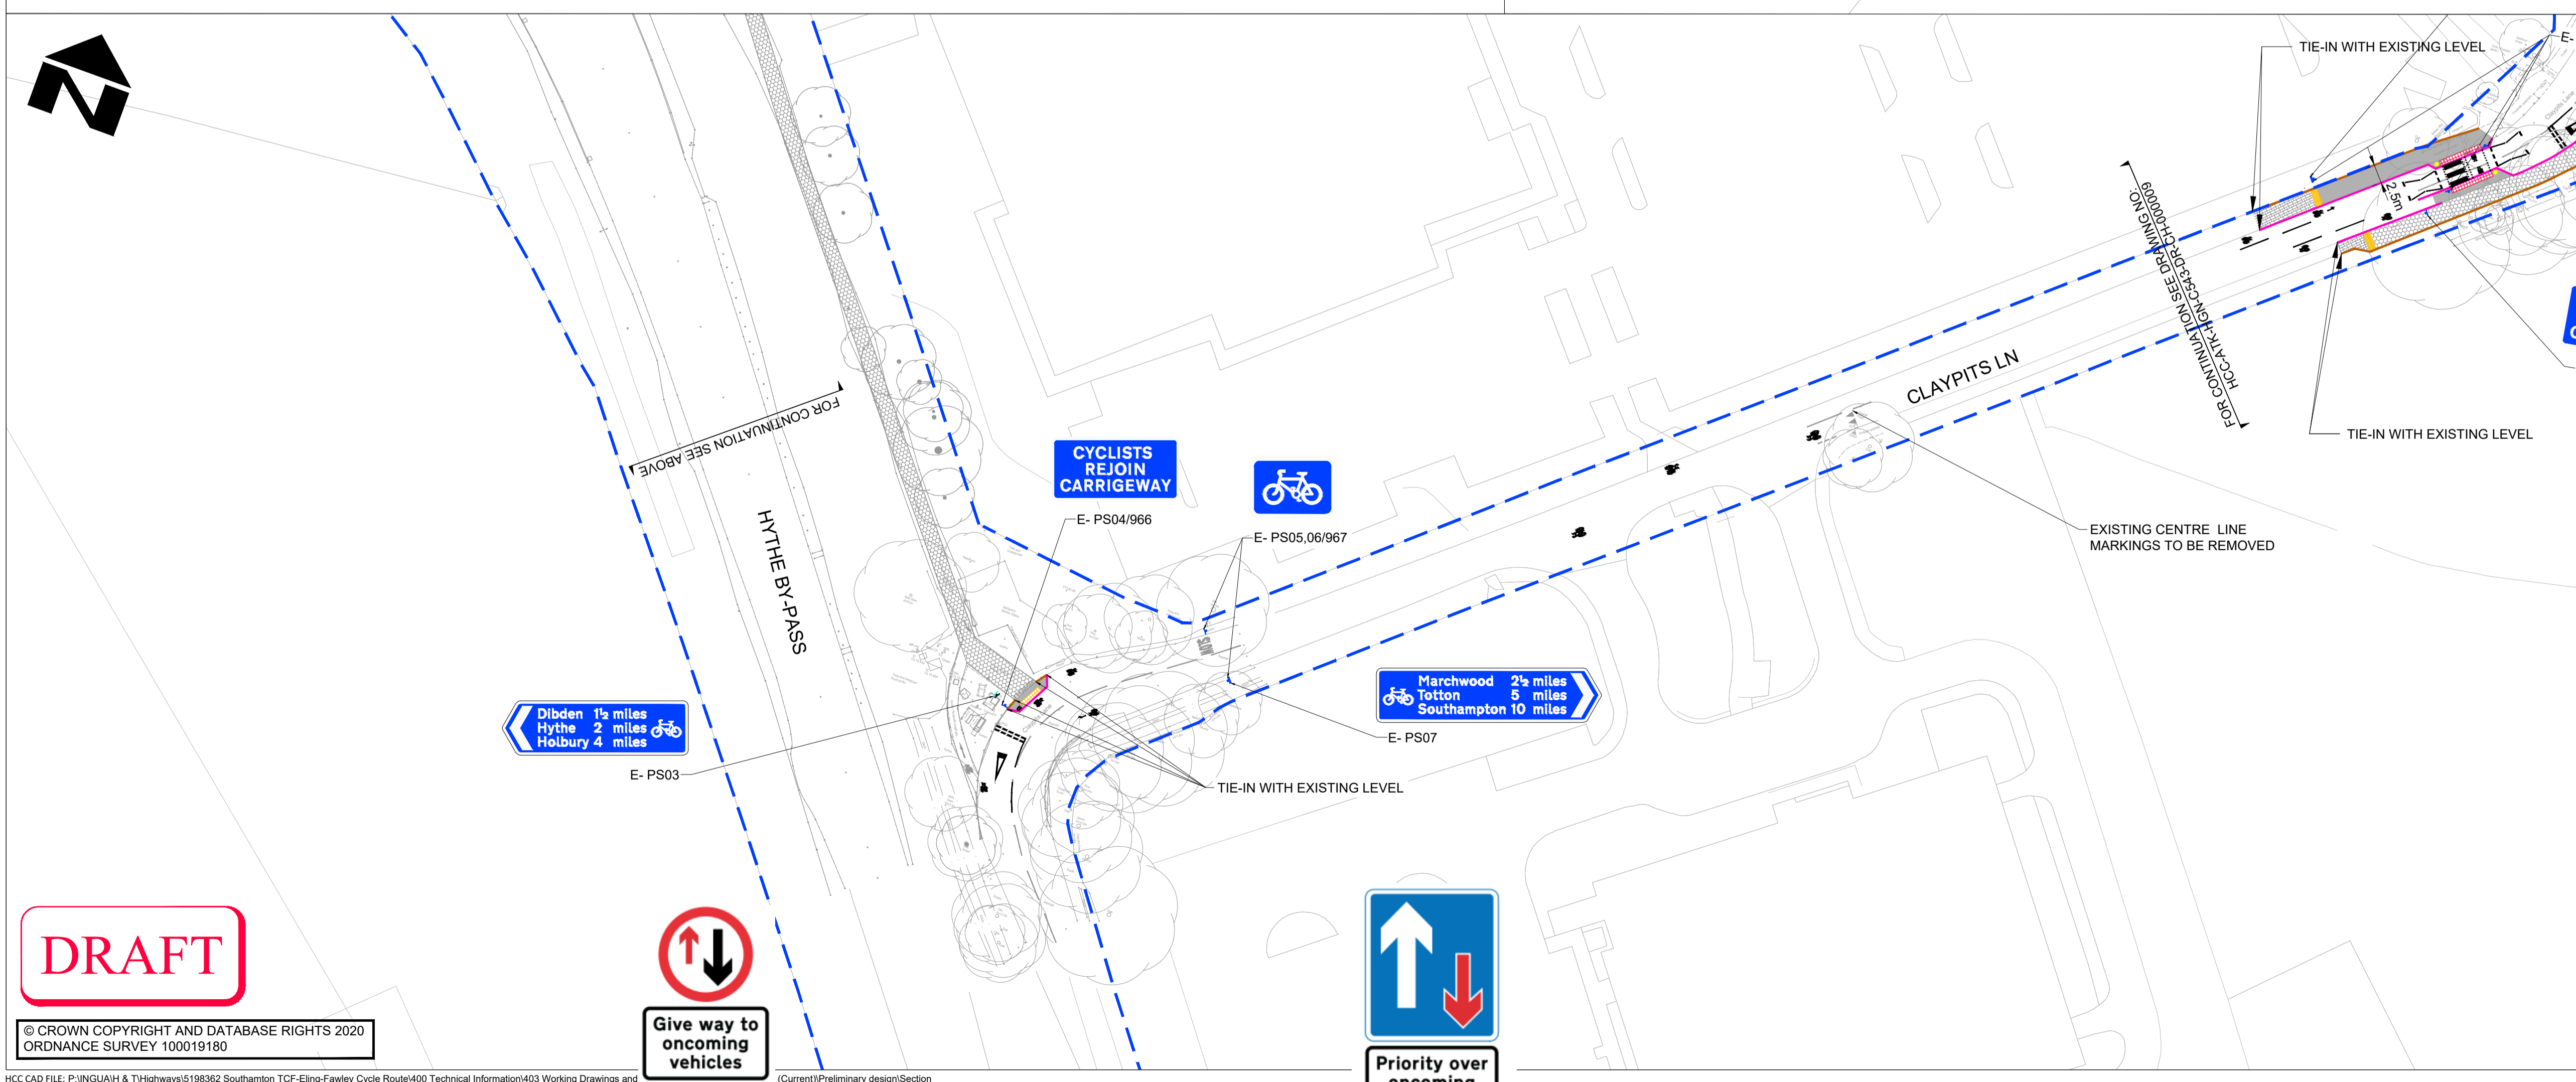 TIE-IN WITH EXISTING LEVEL
E-
2.5m
FOR CONTINUATION SEE DRAWING NO:
HCC-ATK-HGN-C543-DR-CH-000009
CLAYPITS LN
FOR CONTINUATION SEE ABOVE
TIE-IN WITH EXISTING LEVEL
CYCLISTS
REJOIN
CARRIGEWAY
E- PS04/966
E- PS05,06/967
HYTHE BY-PASS
EXISTING CENTRE LINE
MARKINGS TO BE REMOVED
Dibden 1½ miles
Hythe 2 miles
Holbury 4 miles
E- PS03
Marchwood 2½ miles
Totton 5 miles
Southampton 10 miles
E- PS07
TIE-IN WITH EXISTING LEVEL
DRAFT
© CROWN COPYRIGHT AND DATABASE RIGHTS 2020
ORDNANCE SURVEY 100019180
Give way to
oncoming
vehicles
Priority over
oncoming
HCC CAD FILE: P:\INGUA\H & T\Highways\5198362 Southamton TCF-Eling-Fawley Cycle Route\400 Technical Information\403 Working Drawings and (Current)\Preliminary design\Section